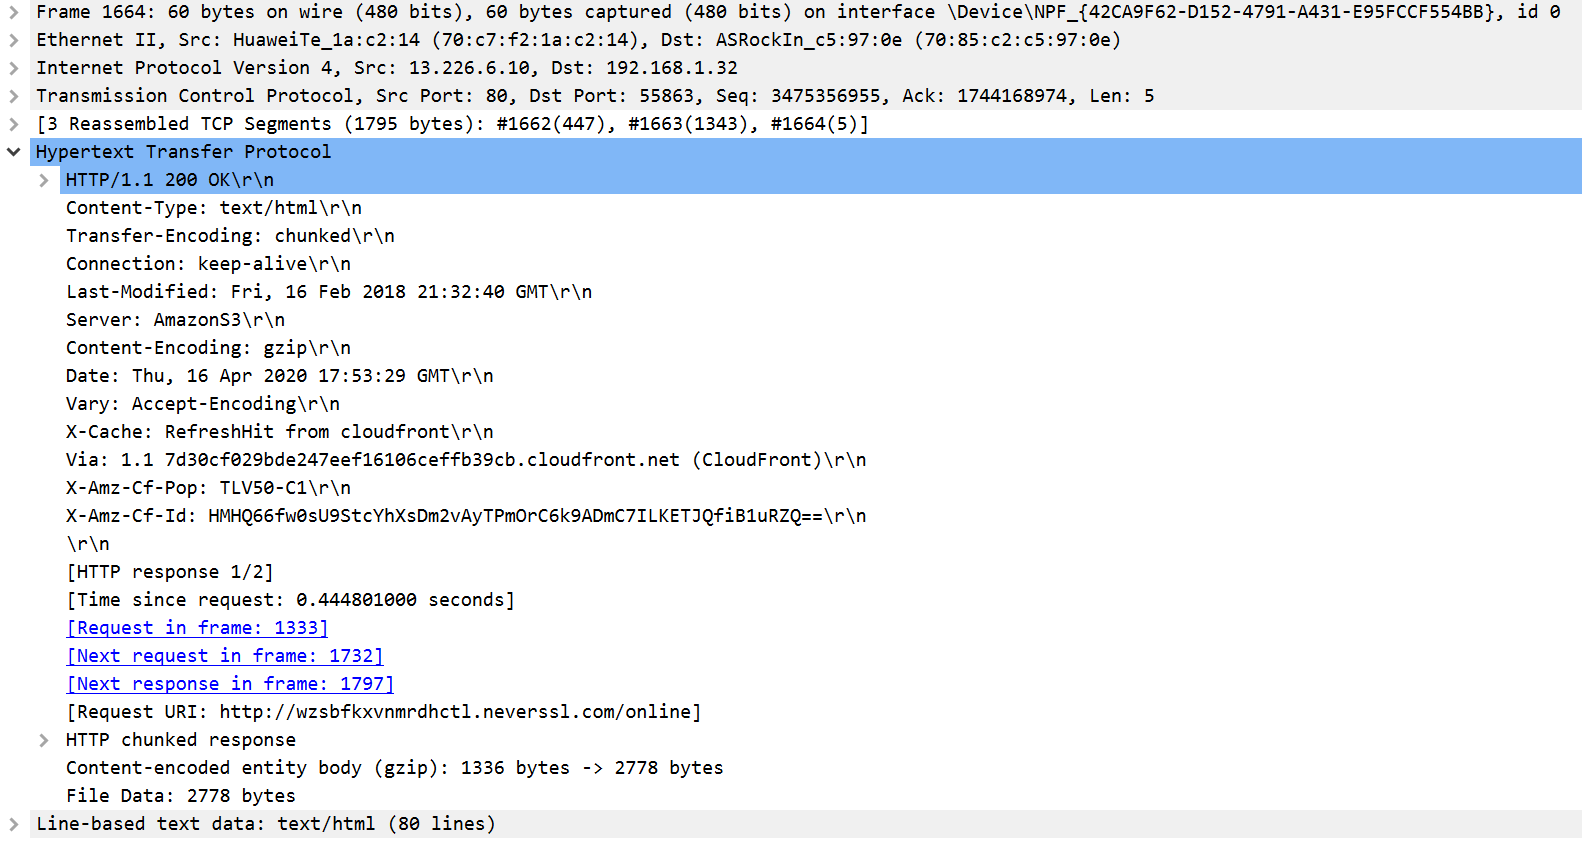 Frame 1664: 60 bytes on wire (480 bits), 60 bytes captured (480 bits) on interface \Device\NPF_{42CA9F62-D152-4791-A431-E95FCCF554BB}, id 0
Ethernet II, Src: HuaweiTe_1a:c2:14 (70:c7:f2:1a:c2:14), Dst: ASRockIn_c5:97:0e (70:85:c2:c5:97:0e)
Internet Protocol Version 4, Src: 13.226.6.10, Dst: 192.168.1.32
Transmission Control Protocol, Src Port: 80, Dst Port: 55863, Seq: 3475356955, Ack: 1744168974, Len: 5
[3 Reassembled TCP Segments (1795 bytes): #1662(447), #1663(1343), #1664(5)]
Hypertext Transfer Protocol
HTTP/1.1 200 OK\r\n
Content-Type: text/html\r\n
Transfer-Encoding: chunked\r\n
Connection: keep-alive\r\n
Last-Modified: Fri, 16 Feb 2018 21:32:40 GMT\r\n
Server: AmazonS3\r\n
Content-Encoding: gzip\r\n
Date: Thu, 16 Apr 2020 17:53:29 GMT\r\n
Vary: Accept-Encoding\r\n
X-Cache: RefreshHit from cloudfront\r\n
Via: 1.1 7d30cf029bde247eef16106ceffb39cb.cloudfront.net (CloudFront)\r\n
X-Amz-Cf-Pop: TLV50-C1\r\n
X-Amz-Cf-Id: HMHQ66fw0sU9StcYhXsDm2vAyTPmOrC6k9ADmC7ILKETJQfiB1uRZQ==\r\n
\r\n
[HTTP response 1/2]
[Time since request: 0.444801000 seconds]
[Request in frame: 1333]
[Next request in frame: 1732]
[Next response in frame: 1797]
[Request URI: http://wzsbfkxvnmrdhctl.neverssl.com/online]
HTTP chunked response
Content-encoded entity body (gzip): 1336 bytes -> 2778 bytes
File Data: 2778 bytes
Line-based text data: text/html (80 lines)